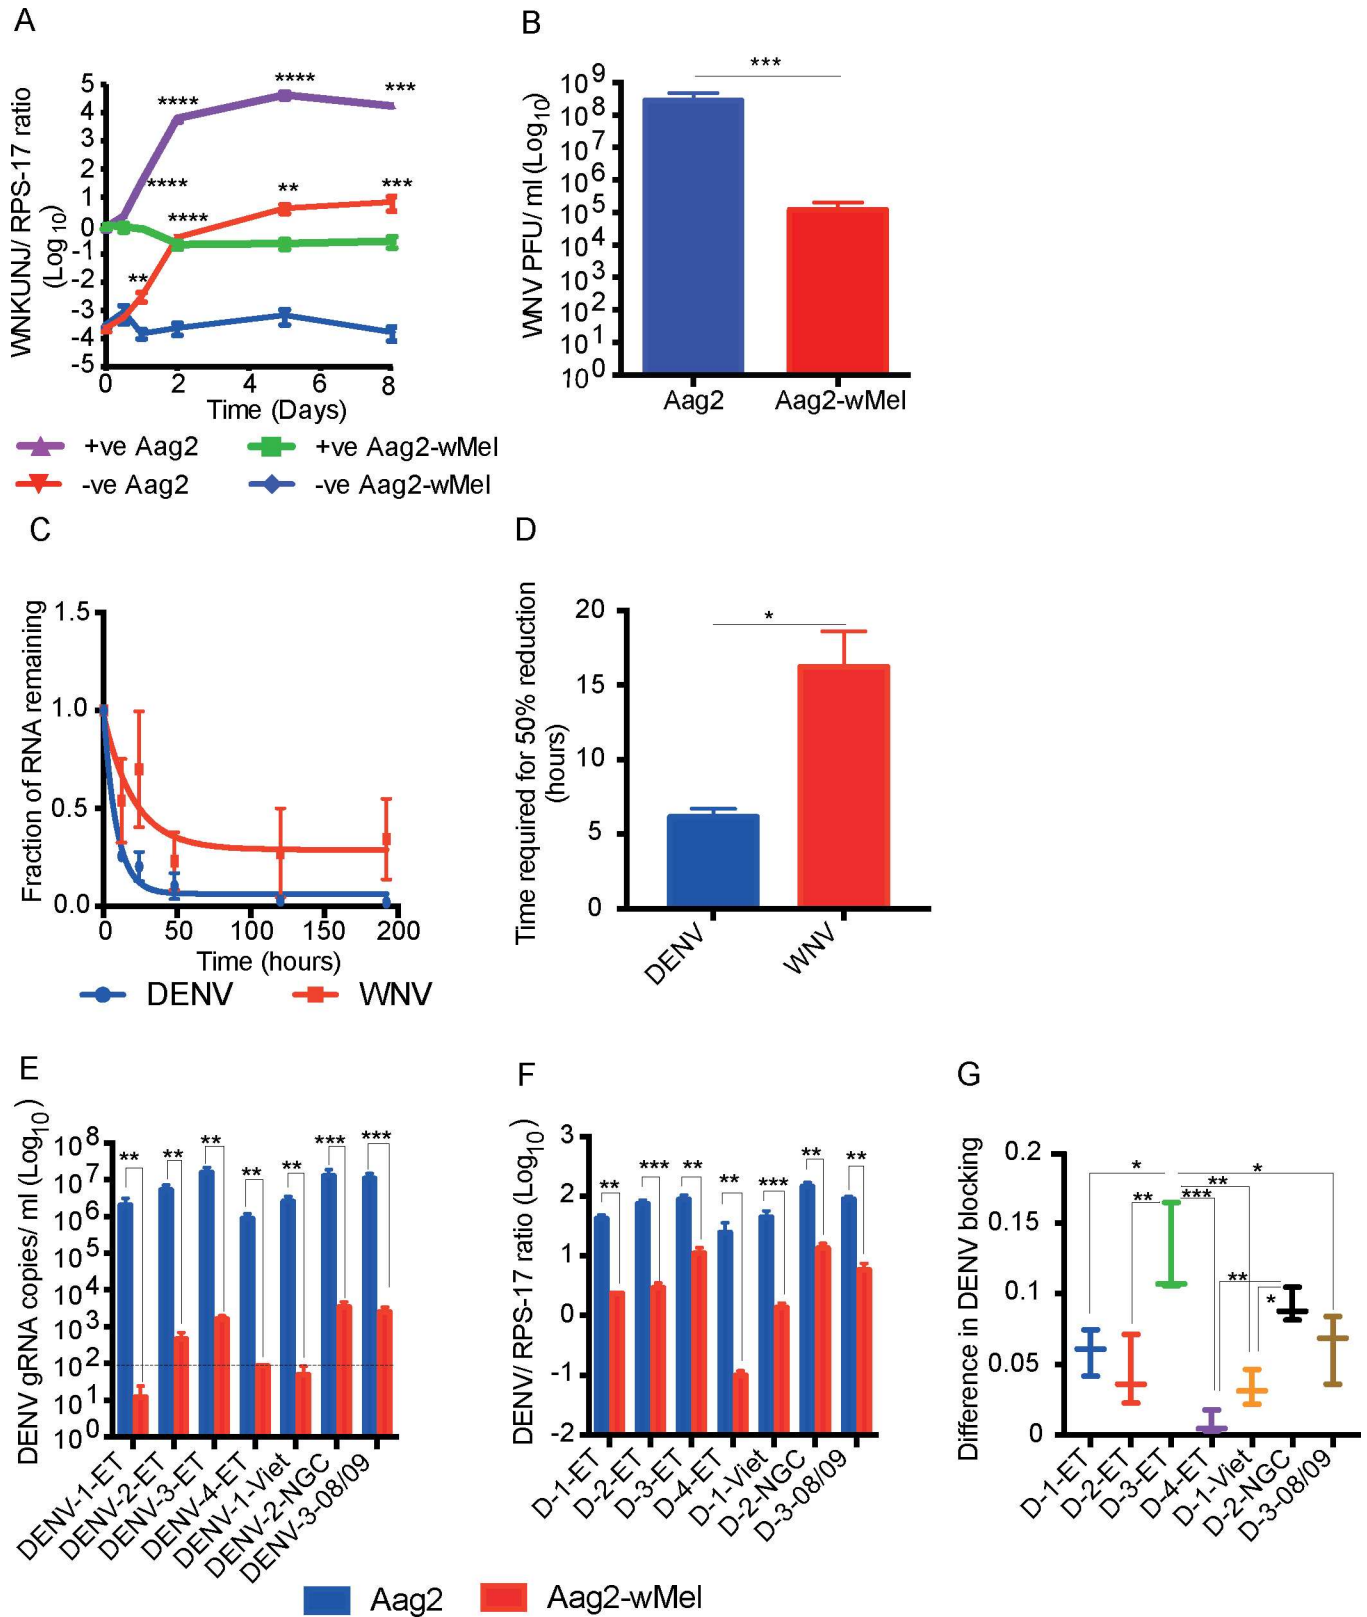 A
WNKUNJ/ RPS-17 ratio
(Log10)
5
4
3
2
1
0
-1
-2
-3
-4
-5
****
****
***
****
**
***
****
**
0
2
4
6
8
Time (Days)
+ve Aag2
+ve Aag2-wMel
-ve Aag2
-ve Aag2-wMel
B
WNV PFU/ ml (Log10)
10^9
10^8
10^7
10^6
10^5
10^4
10^3
10^2
10^1
10^0
***
Aag2
Aag2-wMel
C
Fraction of RNA remaining
1.5
1.0
0.5
0.0
0
50
100
150
200
Time (hours)
DENV
WNV
D
Time required for 50% reduction
(hours)
20
15
10
5
0
*
DENV
WNV
E
DENV gRNA copies/ ml (Log10)
10^8
10^7
10^6
10^5
10^4
10^3
10^2
10^1
10^0
**
**
**
**
**
***
***
DENV-1-ET
DENV-2-ET
DENV-3-ET
DENV-4-ET
DENV-1-Viet
DENV-2-NGC
DENV-3-08/09
F
DENV/ RPS-17 ratio (Log10)
3
2
1
0
-1
-2
**
***
**
**
***
**
**
D-1-ET
D-2-ET
D-3-ET
D-4-ET
D-1-Viet
D-2-NGC
D-3-08/09
G
Difference in DENV blocking
0.2
0.15
0.1
0.05
0
*
*
**
**
***
**
*
D-1-ET
D-2-ET
D-3-ET
D-4-ET
D-1-Viet
D-2-NGC
D-3-08/09
Aag2
Aag2-wMel